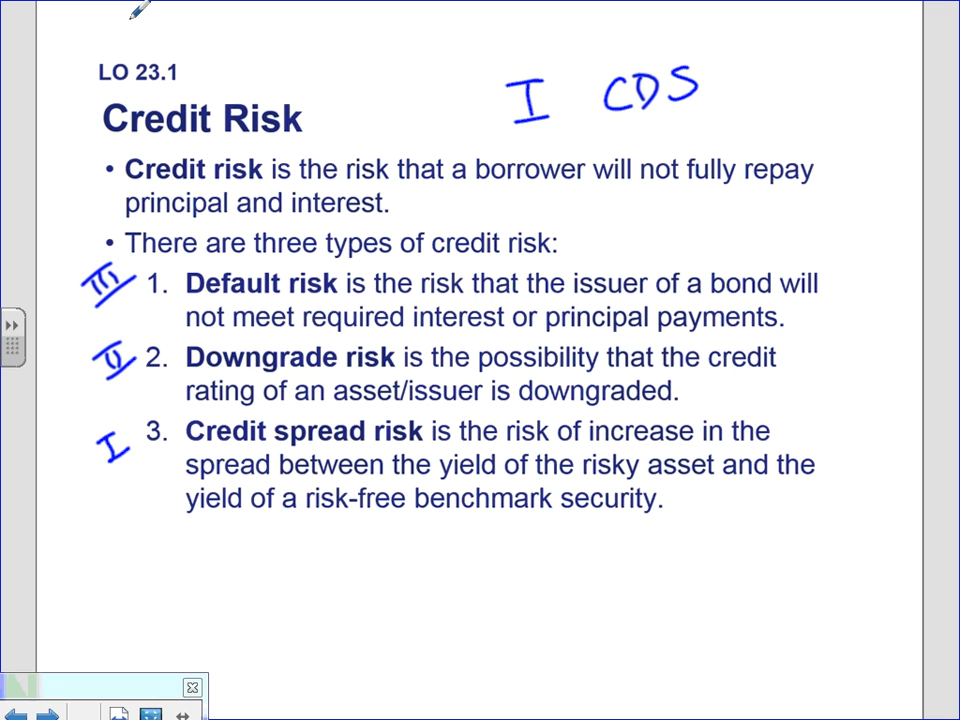 LO 23.1
I CDS
Credit Risk
• Credit risk is the risk that a borrower will not fully repay
principal and interest.
• There are three types of credit risk:
III 1. Default risk is the risk that the issuer of a bond will
not meet required interest or principal payments.
II 2. Downgrade risk is the possibility that the credit
rating of an asset/issuer is downgraded.
I 3. Credit spread risk is the risk of increase in the
spread between the yield of the risky asset and the
yield of a risk-free benchmark security.